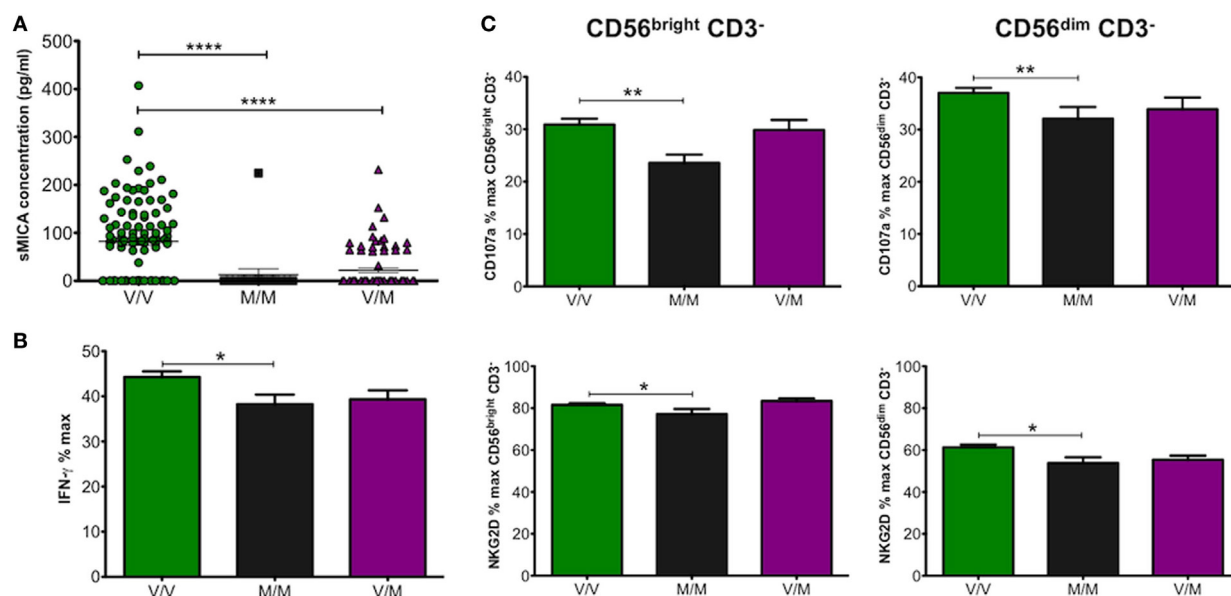 A
sMICA concentration (pg/ml)
500
400
300
200
100
0
****
****
V/V M/M V/M
B
IFN-γ % max
50
40
30
20
10
0
*
V/V M/M V/M
C
CD56bright CD3-
CD56dim CD3-
CD107a % max CD56bright CD3-
40
30
20
10
0
**
V/V M/M V/M
CD107a % max CD56dim CD3-
40
30
20
10
0
**
V/V M/M V/M
NKG2D % max CD56bright CD3-
100
80
60
40
20
0
*
V/V M/M V/M
NKG2D % max CD56dim CD3-
100
80
60
40
20
0
*
V/V M/M V/M